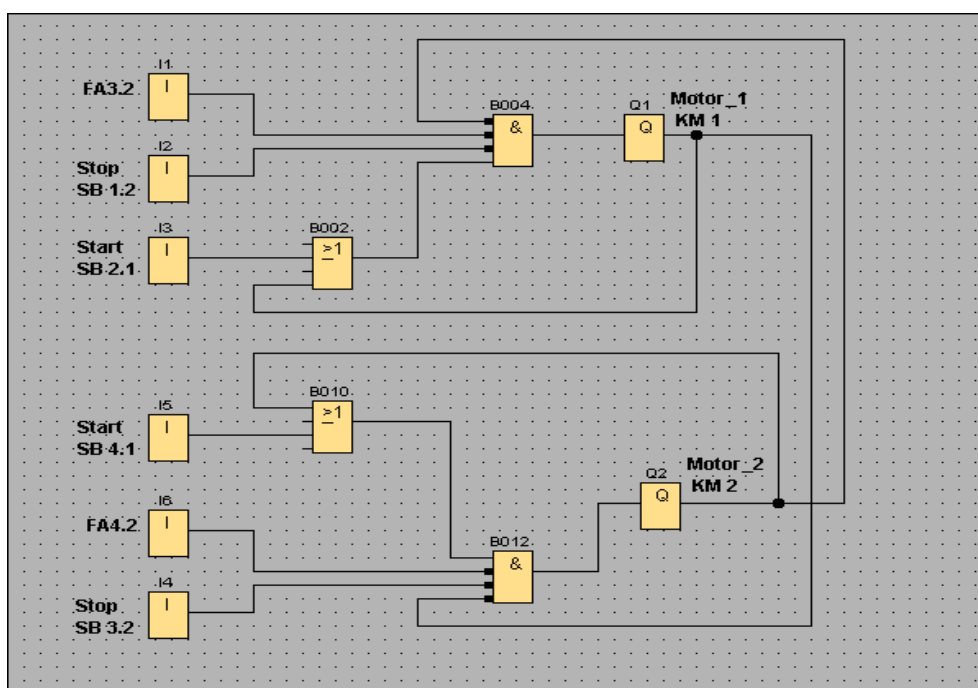 I1
FA3.2
I
I2
Stop
SB 1.2
I
I3
Start
SB 2.1
I
B002
>1
B004
&
Q1
Q
Motor_1
KM 1
I5
Start
SB 4.1
I
B010
>1
I6
FA4.2
I
I4
Stop
SB 3.2
I
B012
&
Q2
Q
Motor_2
KM 2